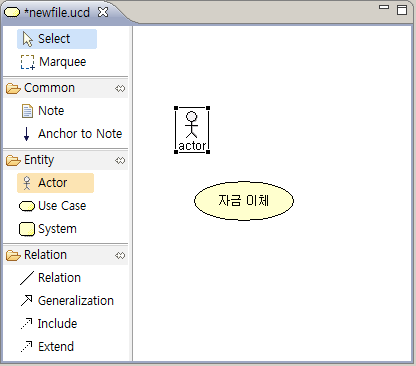 *newfile.ucd
Select
Marquee
Common
Note
Anchor to Note
Entity
Actor
Use Case
System
Relation
Relation
Generalization
Include
Extend
actor
자금 이체